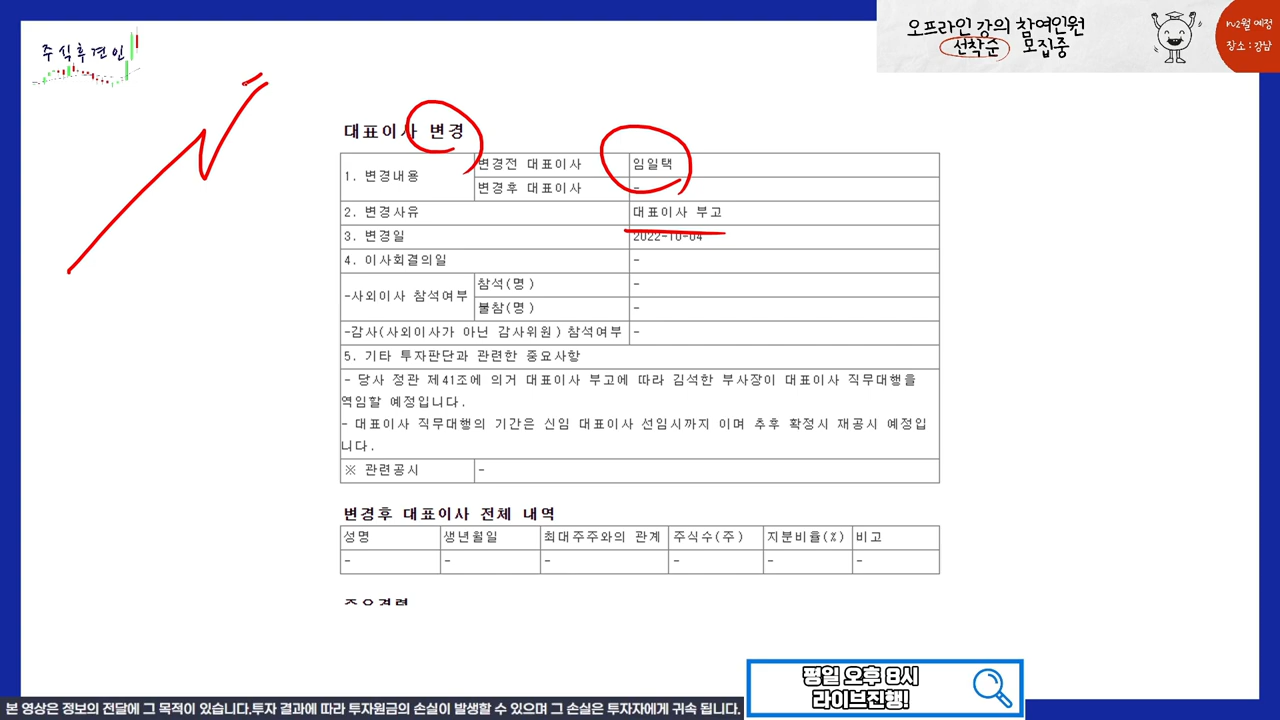 주식후견인
오프라인 강의 참여인원
선착순 모집중
12월 예정
장소 : 강남
대표이사 변경
1. 변경내용
변경전 대표이사
임일택
변경후 대표이사
-
2. 변경사유
대표이사 부고
3. 변경일
2022-10-04
4. 이사회결의일
-
-사외이사 참석여부
참석(명)
-
불참(명)
-
-감사(사외이사가 아닌 감사위원)참석여부
-
5. 기타 투자판단과 관련한 중요사항
- 당사 정관 제41조에 의거 대표이사 부고에 따라 김석한 부사장이 대표이사 직무대행을
역임할 예정입니다.
- 대표이사 직무대행의 기간은 신임 대표이사 선임시까지 이며 추후 확정시 재공시 예정입
니다.
※ 관련공시
-
변경후 대표이사 전체 내역
성명 생년월일 최대주주와의 관계 주식수(주) 지분비율(%) 비고
- - - - - -
주요경력
평일 오후 8시
라이브진행!
본 영상은 정보의 전달에 그 목적이 있습니다.투자 결과에 따라 투자원금의 손실이 발생할 수 있으며 그 손실은 투자자에게 귀속 됩니다.